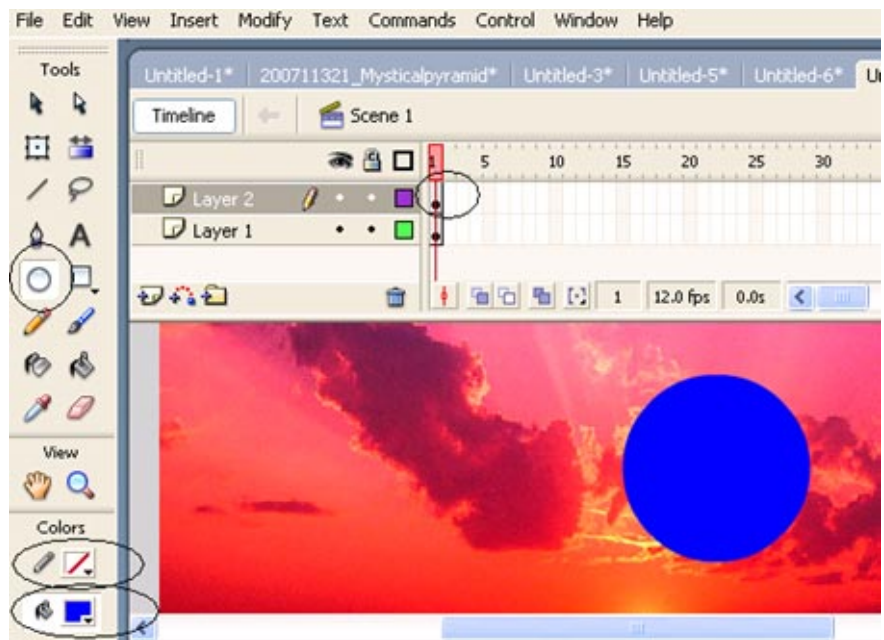 File Edit View Insert Modify Text Commands Control Window Help
Tools
Untitled-1* 200711321_Mysticalpyramid* Untitled-3* Untitled-5* Untitled-6*
Timeline Scene 1
1 5 10 15 20 25 30
Layer 2
Layer 1
1 12.0 fps 0.0s
View
Colors